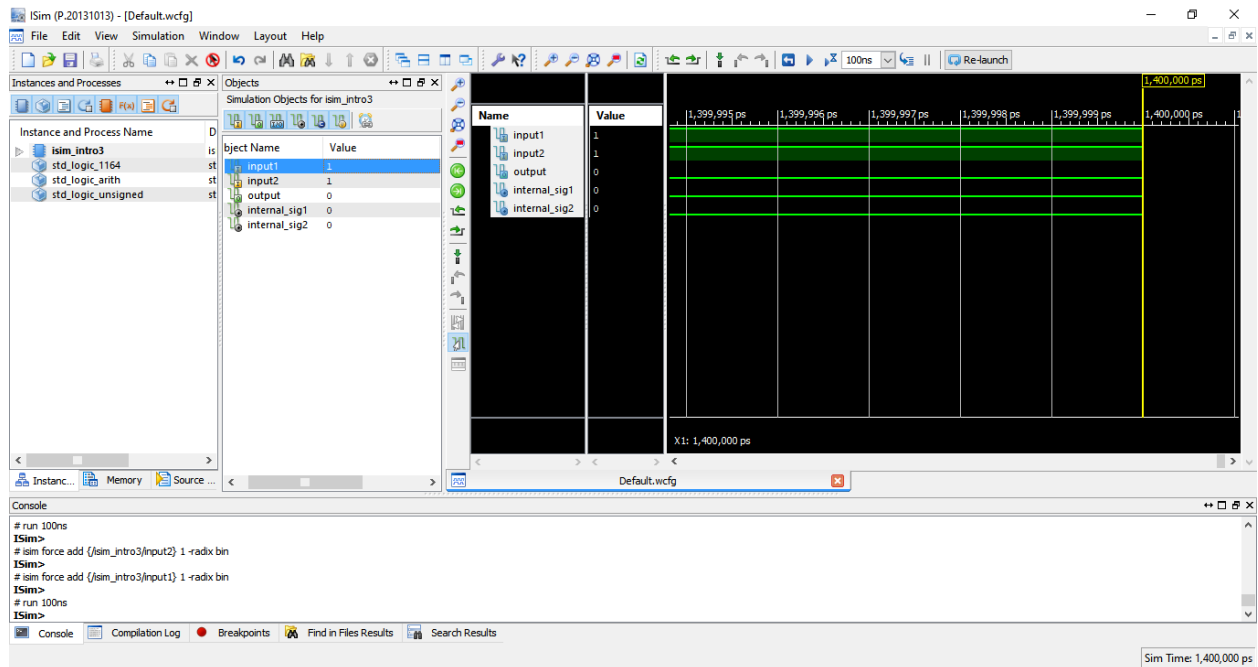 ISim (P.20131013) - [Default.wcfg]
File Edit View Simulation Window Layout Help
100ns Re-launch
Instances and Processes
Instance and Process Name D
isim_intro3 is
std_logic_1164 st
std_logic_arith st
std_logic_unsigned st
Instanc... Memory Source ...
Objects
Simulation Objects for isim_intro3
bject Name Value
input1 1
input2 1
output 0
internal_sig1 0
internal_sig2 0
Name Value
input1 1
input2 1
output 0
internal_sig1 0
internal_sig2 0
1,400,000 ps
1,399,995 ps 1,399,996 ps 1,399,997 ps 1,399,998 ps 1,399,999 ps 1,400,000 ps 1
X1: 1,400,000 ps
Default.wcfg
Console
# run 100ns
ISim>
# isim force add {/isim_intro3/input2} 1 -radix bin
ISim>
# isim force add {/isim_intro3/input1} 1 -radix bin
ISim>
# run 100ns
ISim>
Console Compilation Log Breakpoints Find in Files Results Search Results
Sim Time: 1,400,000 ps